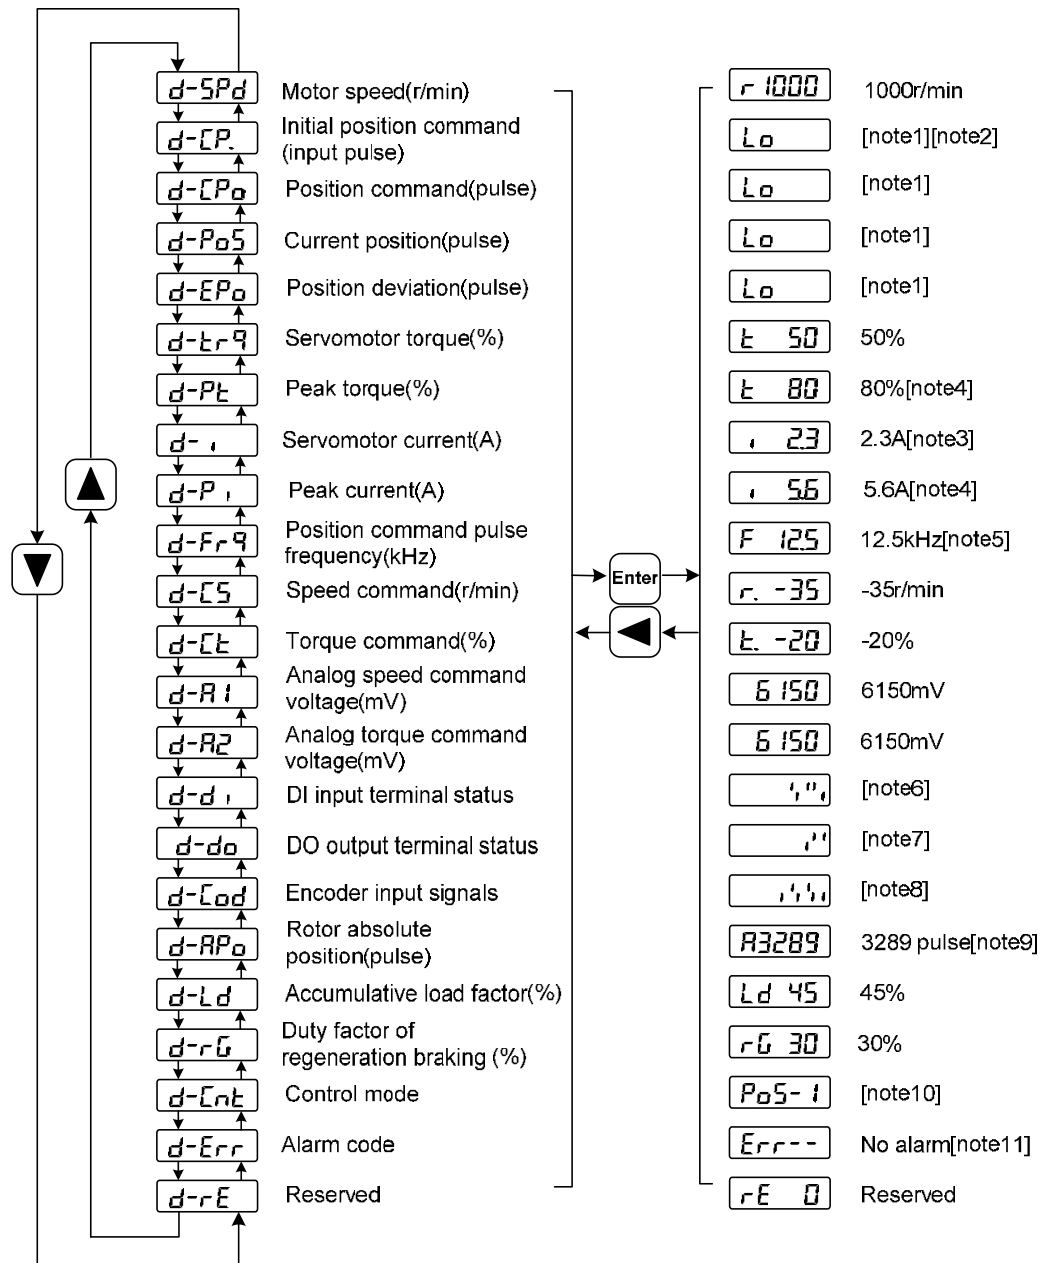 d-SPd Motor speed(r/min) r 1000 1000r/min
d-CP. Initial position command Lo [note1][note2]
(input pulse)
d-CPo Position command(pulse) Lo [note1]
d-PoS Current position(pulse) Lo [note1]
d-EPo Position deviation(pulse) Lo [note1]
d-trq Servomotor torque(%) t 50 50%
d-Pt Peak torque(%) t 80 80%[note4]
d-i Servomotor current(A) i 2.3 2.3A[note3]
d-Pi Peak current(A) i 5.6 5.6A[note4]
d-Frq Position command pulse F 12.5 12.5kHz[note5]
frequency(kHz)
Enter
d-CS Speed command(r/min) r. -35 -35r/min
d-Ct Torque command(%) t. -20 -20%
d-A1 Analog speed command 6150 6150mV
voltage(mV)
d-A2 Analog torque command 6150 6150mV
voltage(mV)
d-di DI input terminal status [note6]
d-do DO output terminal status [note7]
d-Cod Encoder input signals [note8]
d-APo Rotor absolute A3289 3289 pulse[note9]
position(pulse)
d-Ld Accumulative load factor(%) Ld 45 45%
d-rG Duty factor of rG 30 30%
regeneration braking (%)
d-Cnt Control mode PoS-1 [note10]
d-Err Alarm code Err-- No alarm[note11]
d-rE Reserved rE 0 Reserved